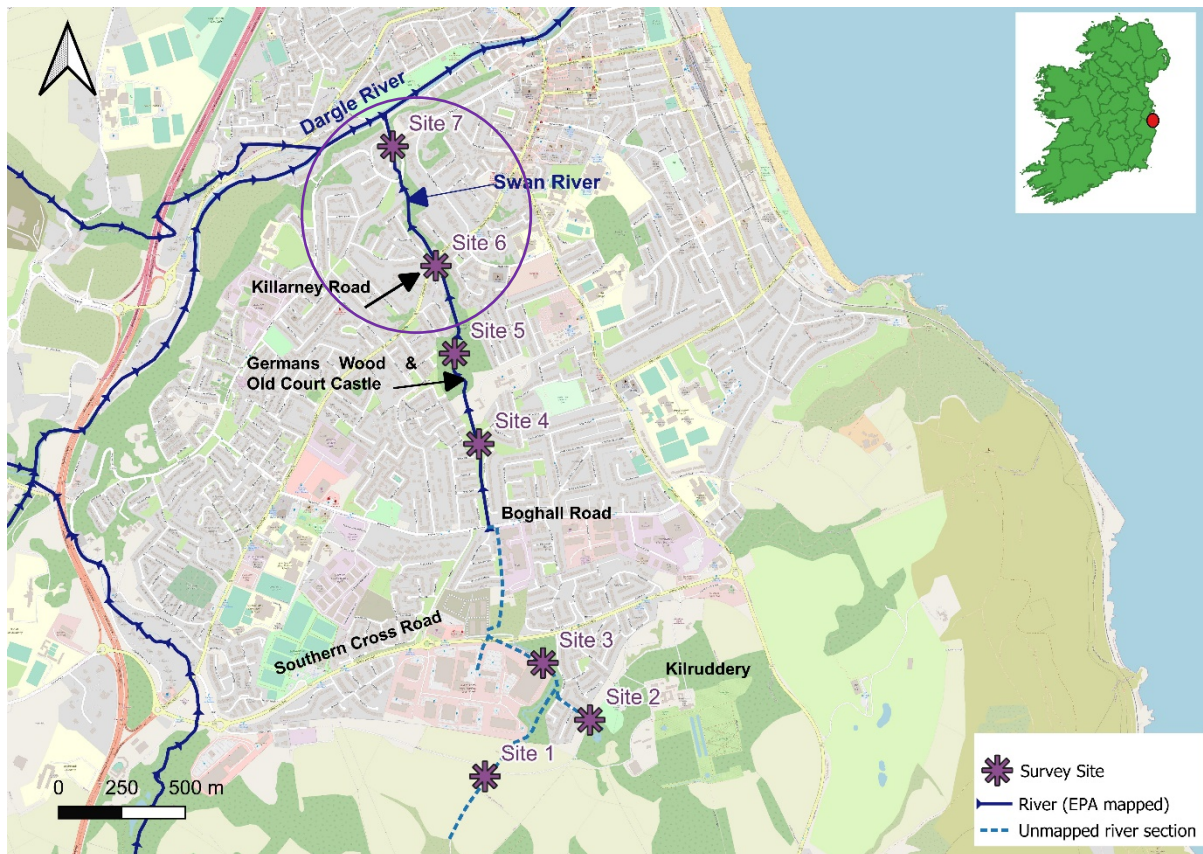 Dargle River
Site 7
Swan River
Site 6
Killarney Road
Site 5
Germans Wood &
Old Court Castle
Site 4
Boghall Road
Southern Cross Road
Site 3
Kilruddery
Site 2
Site 1
0 250 500 m
Survey Site
River (EPA mapped)
Unmapped river section